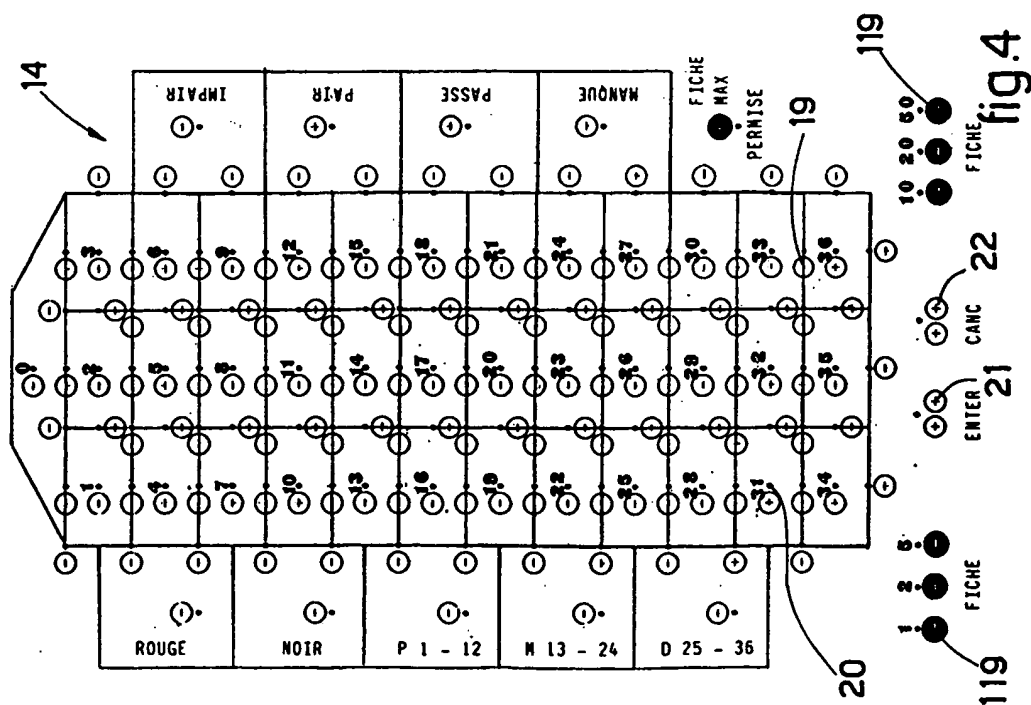 14
IMPAIR
PAIR
PASSE
MANQUE
FICHE
MAX
PERMISE
0
1 2 3
4 5 6
7 8 9
10 11 12
13 14 15
16 17 18
19 20 21
22 23 24
25 26 27
28 29 30
31 32 33
34 35 36
ROUGE
NOIR
P 1 - 12
M 13 - 24
D 25 - 36
19
20
1 2 5
FICHE
119
ENTER
21
CANC
22
10 20 50
FICHE
119
fig.4